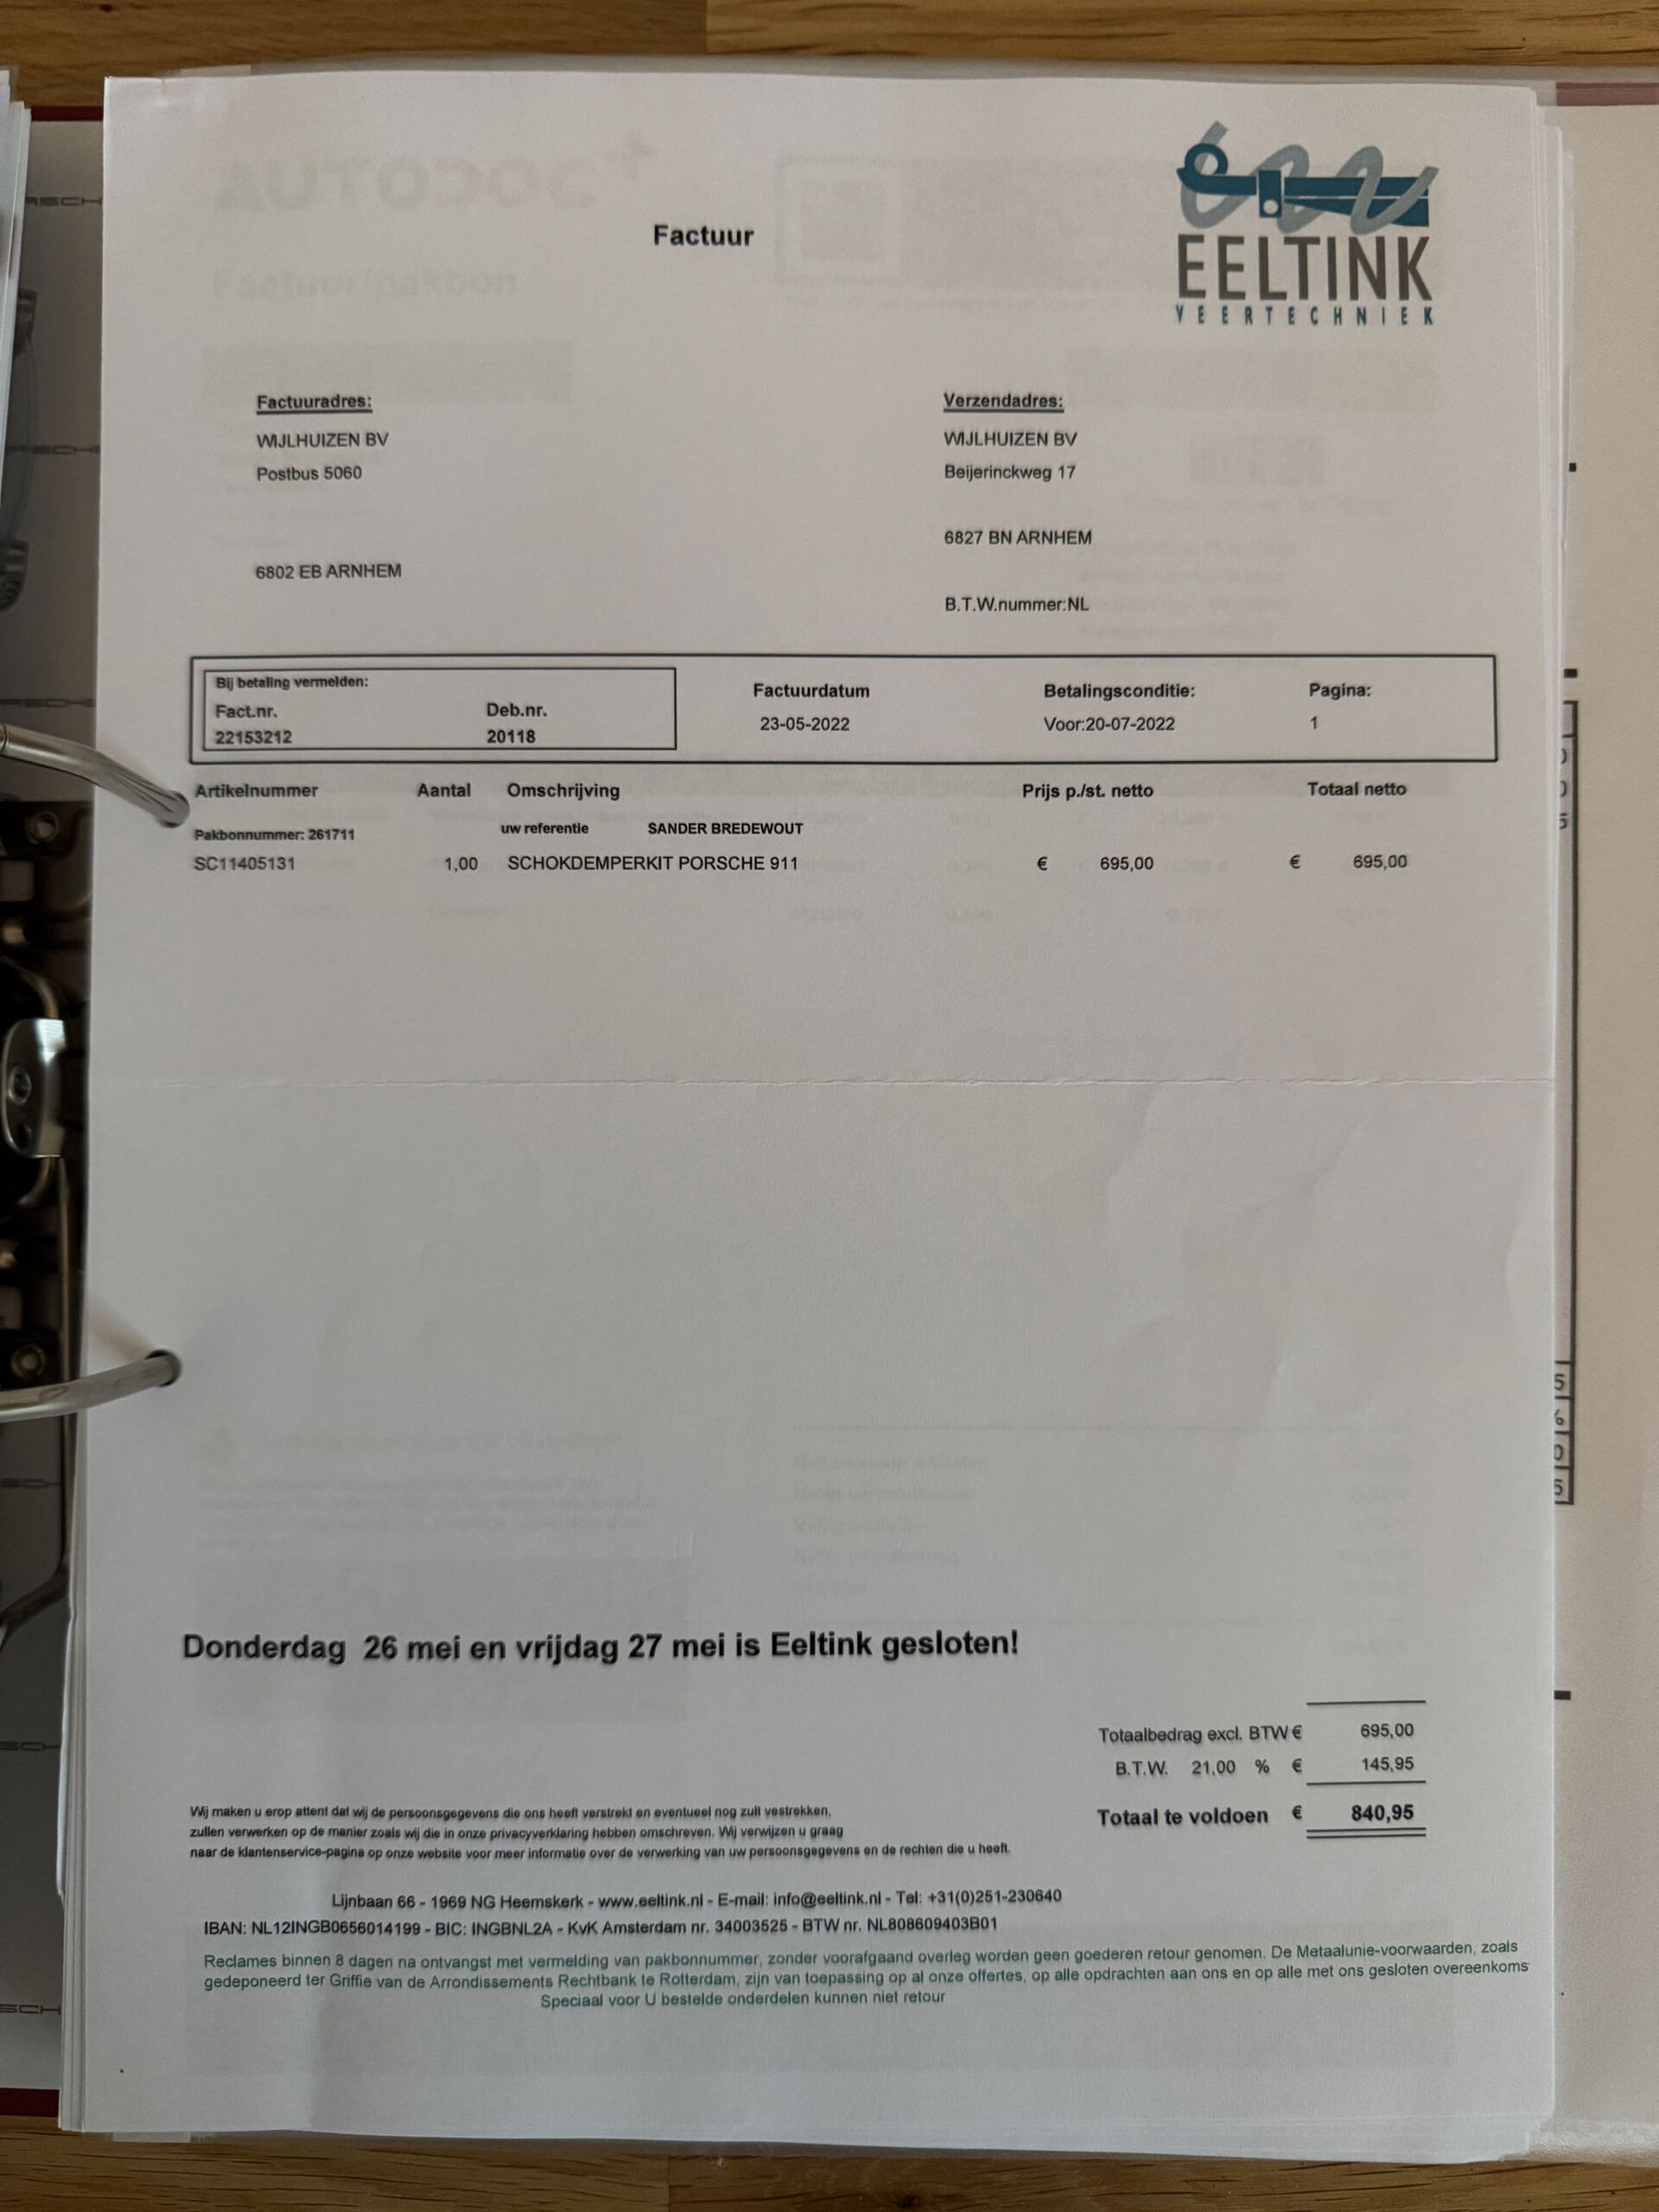 Factuur
EELTINK
VEERTECHNIEK
Factuuradres:
WIJLHUIZEN BV
Postbus 5060
6802 EB ARNHEM
Verzendadres:
WIJLHUIZEN BV
Beijerinckweg 17
6827 BN ARNHEM
B.T.W.nummer:NL
Bij betaling vermelden:
Fact.nr. Deb.nr. Factuurdatum Betalingsconditie: Pagina:
22153212 20118 23-05-2022 Voor:20-07-2022 1
Artikelnummer Aantal Omschrijving Prijs p./st. netto Totaal netto
Pakbonnummer: 261711 uw referentie SANDER BREDEWOUT
SC11405131 1,00 SCHOKDEMPERKIT PORSCHE 911 € 695,00 € 695,00
Donderdag 26 mei en vrijdag 27 mei is Eeltink gesloten!
Totaalbedrag excl. BTW € 695,00
B.T.W. 21,00 % € 145,95
Totaal te voldoen € 840,95
Wij maken u erop attent dat wij de persoonsgegevens die ons heeft verstrekt en eventueel nog zult vestrekken,
zullen verwerken op de manier zoals wij die in onze privacyverklaring hebben omschreven. Wij verwijzen u graag
naar de klantenservice-pagina op onze website voor meer informatie over de verwerking van uw persoonsgegevens en de rechten die u heeft.
Lijnbaan 66 - 1969 NG Heemskerk - www.eeltink.nl - E-mail: info@eeltink.nl - Tel: +31(0)251-230640
IBAN: NL12INGB0656014199 - BIC: INGBNL2A - KvK Amsterdam nr. 34003525 - BTW nr. NL808609403B01
Reclames binnen 8 dagen na ontvangst met vermelding van pakbonnummer, zonder voorafgaand overleg worden geen goederen retour genomen. De Metaalunie-voorwaarden, zoals
gedeponeerd ter Griffie van de Arrondissements Rechtbank te Rotterdam, zijn van toepassing op al onze offertes, op alle opdrachten aan ons en op alle met ons gesloten overeenkoms
Speciaal voor U bestelde onderdelen kunnen niet retour